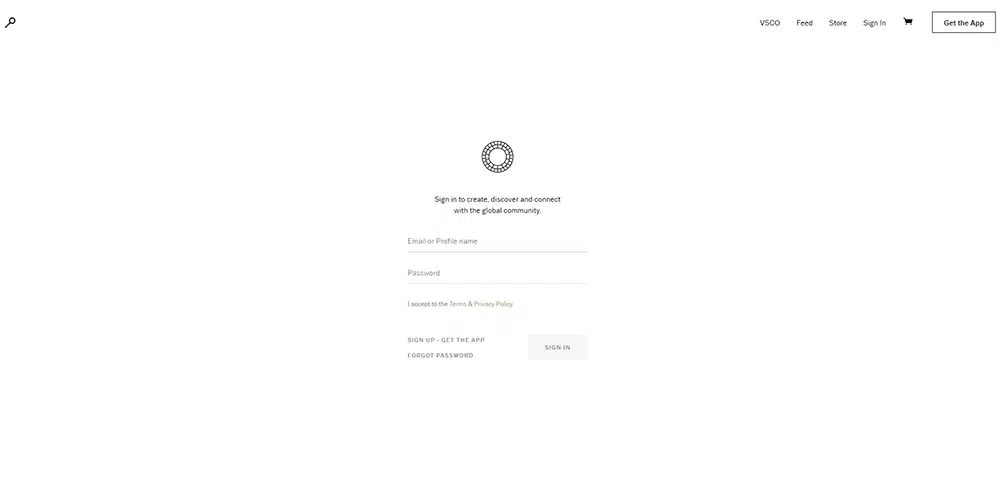 VSCO Feed Store Sign In Get the App
Sign in to create, discover and connect
with the global community.
Email or Profile name
Password
I accept to the Terms & Privacy Policy
SIGN UP - GET THE APP
SIGN IN
FORGOT PASSWORD